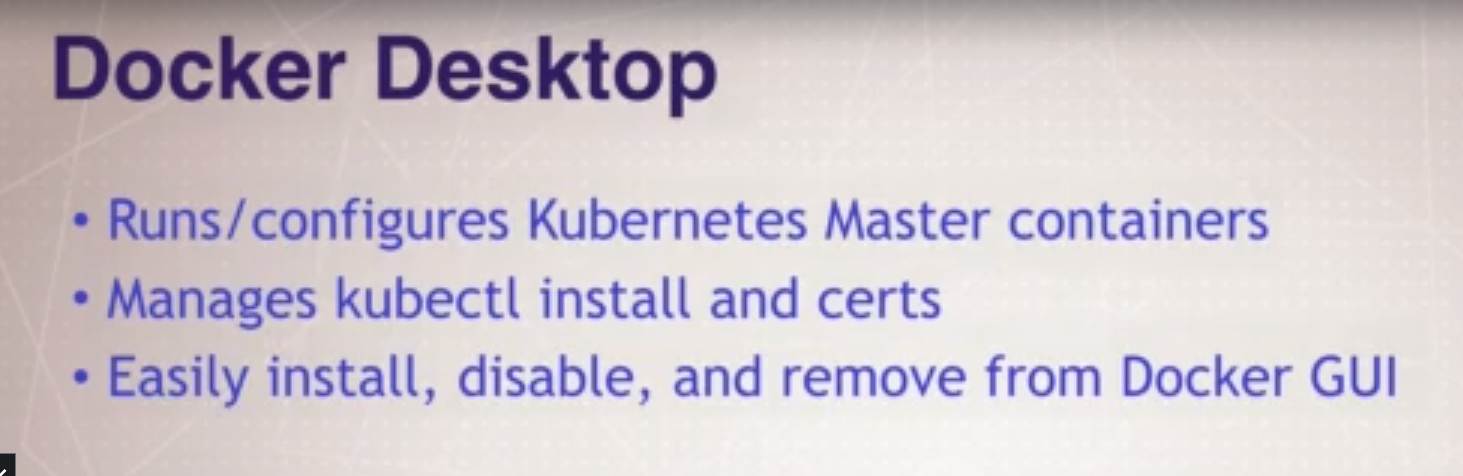 Docker Desktop
• Runs/configures Kubernetes Master containers
• Manages kubectl install and certs
• Easily install, disable, and remove from Docker GUI